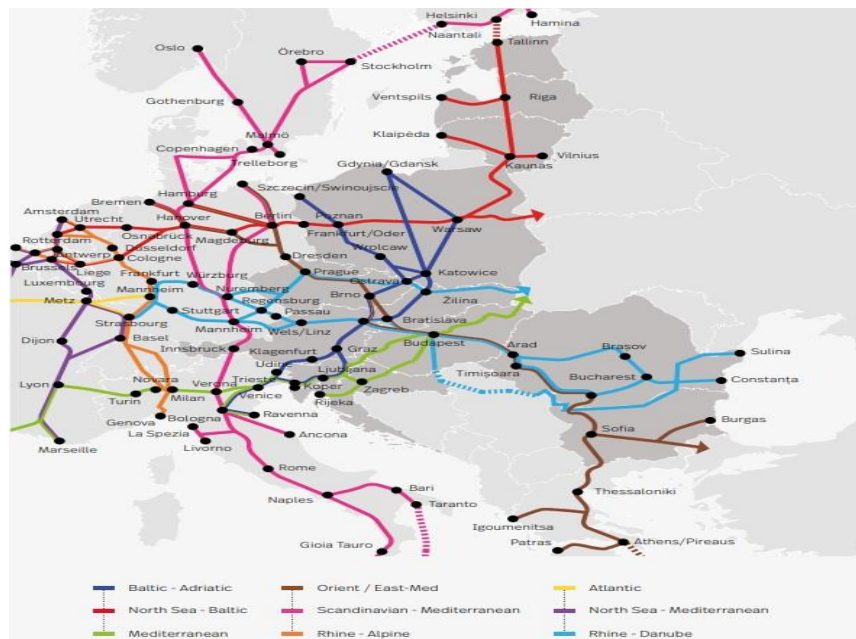 Helsinki
Hamina
Naantali
Oslo
Örebro
Tallinn
Stockholm
Ventspils
Riga
Gothenburg
Klaipėda
Malmö
Copenhagen
Vilnius
Trelleborg
Kaunas
Gdynia/Gdansk
Szczecin/Swinoujscie
Bremen
Hamburg
Amsterdam
Utrecht
Hanover
Berlin
Poznan
Warsaw
Osnabrück
Frankfurt/Oder
Rotterdam
Magdeburg
Düsseldorf
Wrolcaw
Antwerp
Cologne
Dresden
Brussels
Liege
Katowice
Frankfurt
Prague
Luxembourg
Würzburg
Ostrava
Nuremberg
Mannheim
Brno
Žilina
Metz
Regensburg
Stuttgart
Passau
Strasbourg
Bratislava
Mannheim
Wels/Linz
Dijon
Basel
Budapest
Innsbruck
Klagenfurt
Graz
Arad
Brasov
Sulina
Udine
Ljubljana
Lyon
Novara
Verona
Trieste
Koper
Timişoara
Bucharest
Constanţa
Turin
Milan
Venice
Zagreb
Rijeka
Genova
Bologna
Ravenna
Burgas
La Spezia
Sofia
Marseille
Livorno
Ancona
Rome
Thessaloniki
Bari
Naples
Taranto
Igoumenitsa
Patras
Athens/Pireaus
Gioia Tauro
Baltic - Adriatic
Orient / East-Med
Atlantic
North Sea - Baltic
Scandinavian - Mediterranean
North Sea - Mediterranean
Mediterranean
Rhine - Alpine
Rhine - Danube